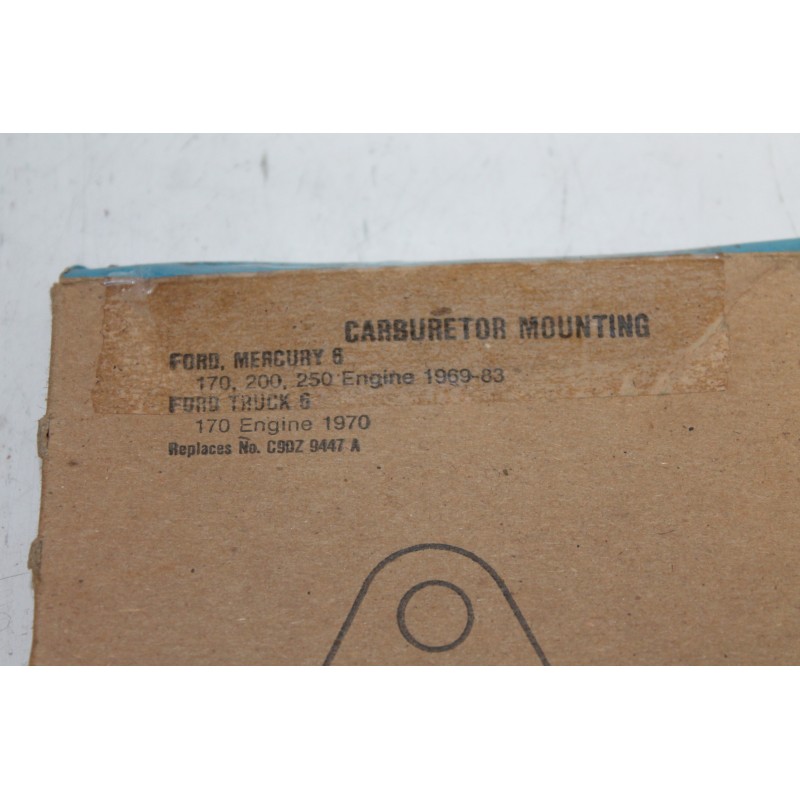 CARBURETOR MOUNTING
FORD, MERCURY 6
170, 200, 250 Engine 1969-83
FORD TRUCK 6
170 Engine 1970
Replaces No. C9DZ 9447 A